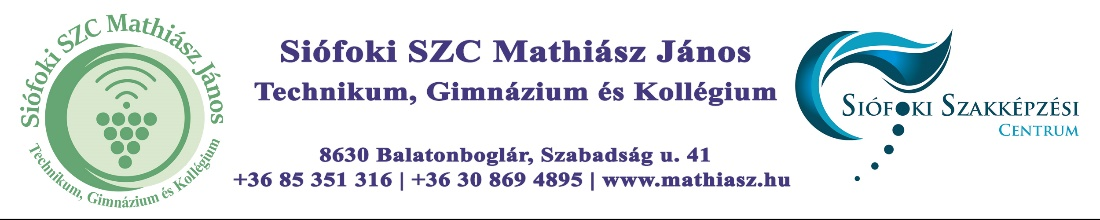 Siófoki SZC Mathiász János
Technikum, Gimnázium és Kollégium
Siófoki SZC Mathiász János
Technikum, Gimnázium és Kollégium
8630 Balatonboglár, Szabadság u. 41
+36 85 351 316 | +36 30 869 4895 | www.mathiasz.hu
SIÓFOKI SZAKKÉPZÉSI
CENTRUM